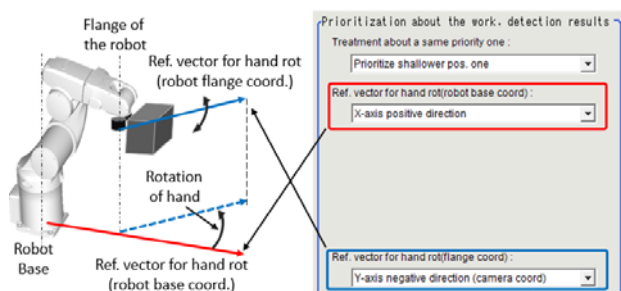 Flange of
the robot
Ref. vector for hand rot
(robot flange coord.)
Rotation
of hand
Robot
Base
Ref. vector for hand rot
(robot base coord.)
Prioritization about the work. detection results
Treatment about a same priority one :
Prioritize shallower pos. one
Ref. vector for hand rot(robot base coord) :
X-axis positive direction
Ref. vector for hand rot(flange coord) :
Y-axis negative direction (camera coord)